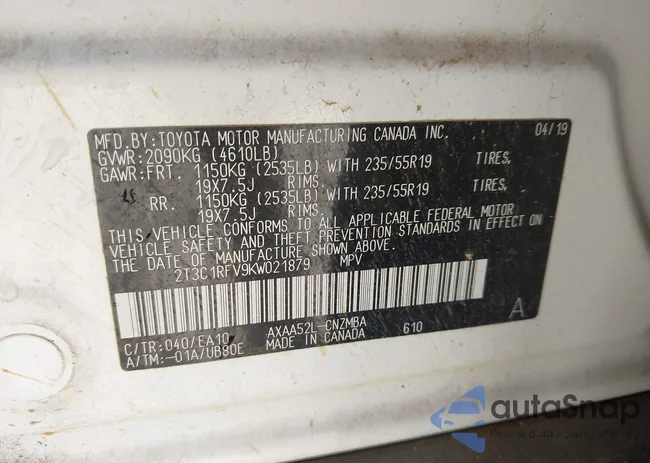 MFD.BY:TOYOTA MOTOR MANUFACTURING CANADA INC. 04/19
GVWR:2090KG (4610LB)
GAWR:FRT. 1150KG (2535LB) WITH 235/55R19 TIRES,
19X7.5J RIMS.
RR. 1150KG (2535LB) WITH 235/55R19 TIRES,
19X7.5J RIMS.
THIS VEHICLE CONFORMS TO ALL APPLICABLE FEDERAL MOTOR
VEHICLE SAFETY AND THEFT PREVENTION STANDARDS IN EFFECT ON
THE DATE OF MANUFACTURE SHOWN ABOVE.
2T3C1RFV9KW021879 MPV
C/TR:040/EA10 AXAA52L-CNZMBA 610 A
A/TM:-01A/UB80E MADE IN CANADA
autoSnap